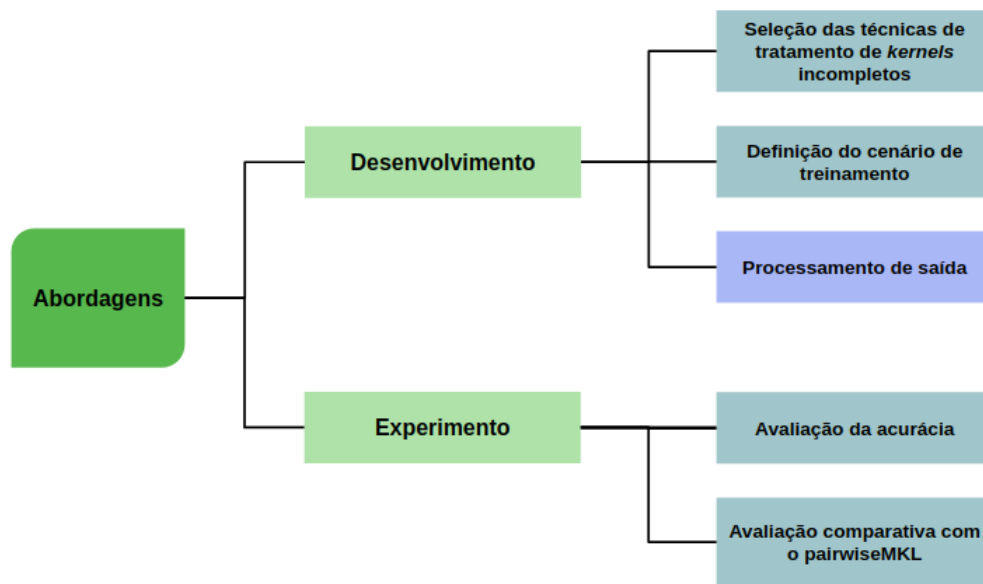 Abordagens
Desenvolvimento
Seleção das técnicas de
tratamento de kernels
incompletos
Definição do cenário de
treinamento
Processamento de saída
Experimento
Avaliação da acurácia
Avaliação comparativa com
o pairwiseMKL